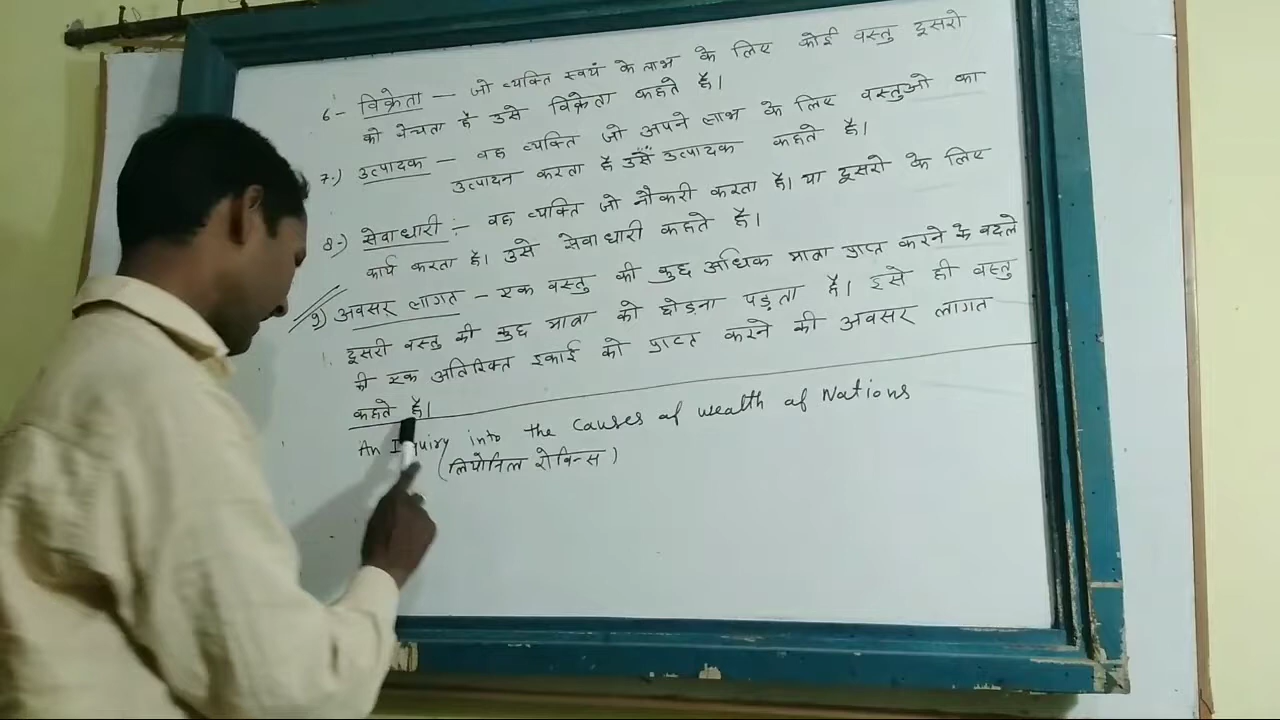 6- विक्रेता — जो व्यक्ति स्वयं के लाभ के लिए कोई वस्तु दूसरो
को बेचता है उसे विक्रेता कहते है।
7.) उत्पादक — वह व्यक्ति जो अपने लाभ के लिए वस्तुओ का
उत्पादन करता है उसे उत्पादक कहते है।
8-) सेवाधारी :- वह व्यक्ति जो नौकरी करता है। या दूसरो के लिए
कार्य करता है। उसे सेवाधारी कहते है।
9) अवसर लागत - एक वस्तु की कुछ अधिक मात्रा प्राप्त करने के बदले
दूसरी वस्तु की कुछ मात्रा को छोड़ना पड़ता है। इसे ही वस्तु
की एक अतिरिक्त इकाई को प्राप्त करने की अवसर लागत
कहते है।
An Inquiry into the causes of wealth of Nations
(लियोनिल रोबिन्स)